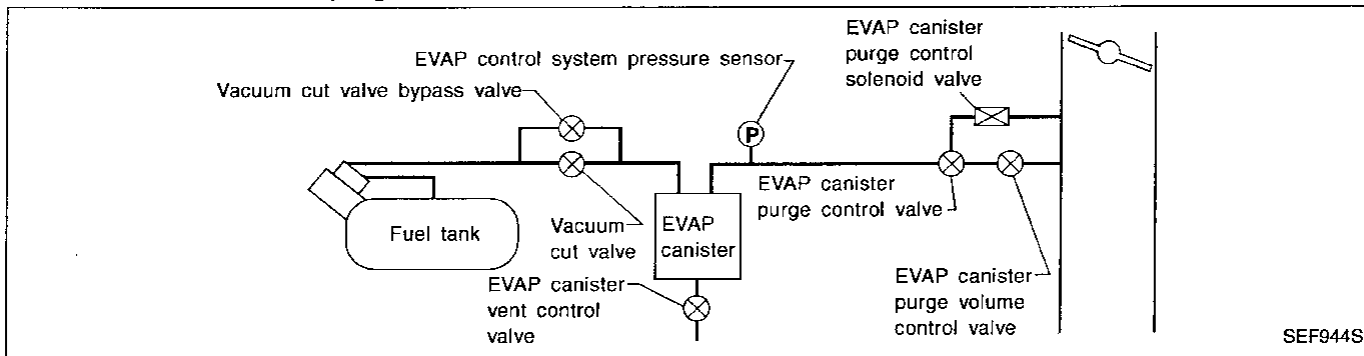 EVAP canister
purge control
solenoid valve
EVAP control system pressure sensor
Vacuum cut valve bypass valve
P
EVAP canister
purge control valve
Fuel tank
Vacuum
cut valve
EVAP
canister
EVAP canister
vent control
valve
EVAP canister
purge volume
control valve
SEF944S